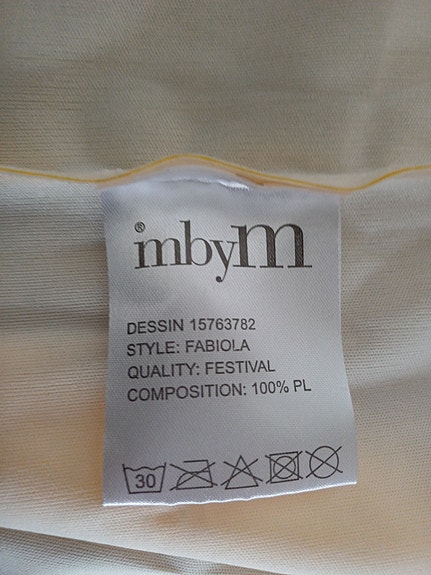 ® mbyM
DESSIN 15763782
STYLE: FABIOLA
QUALITY: FESTIVAL
COMPOSITION: 100% PL
30